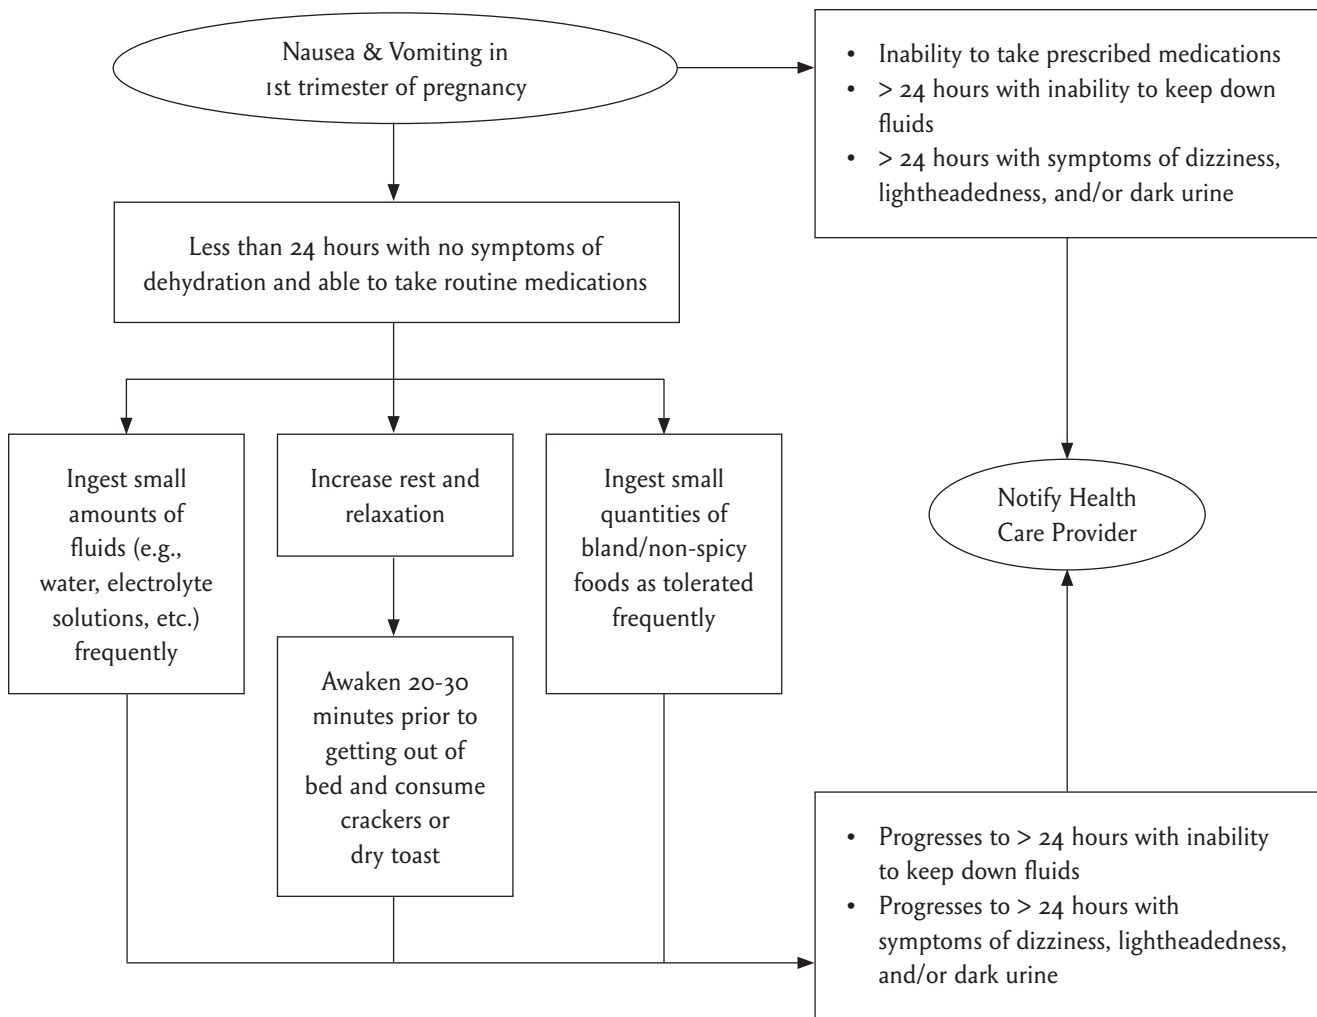 Nausea & Vomiting in
1st trimester of pregnancy
• Inability to take prescribed medications
• > 24 hours with inability to keep down
fluids
• > 24 hours with symptoms of dizziness,
lightheadedness, and/or dark urine
Less than 24 hours with no symptoms of
dehydration and able to take routine medications
Ingest small
amounts of
fluids (e.g.,
water, electrolyte
solutions, etc.)
frequently
Increase rest and
relaxation
Ingest small
quantities of
bland/non-spicy
foods as tolerated
frequently
Notify Health
Care Provider
Awaken 20-30
minutes prior to
getting out of
bed and consume
crackers or
dry toast
• Progresses to > 24 hours with inability
to keep down fluids
• Progresses to > 24 hours with
symptoms of dizziness, lightheadedness,
and/or dark urine